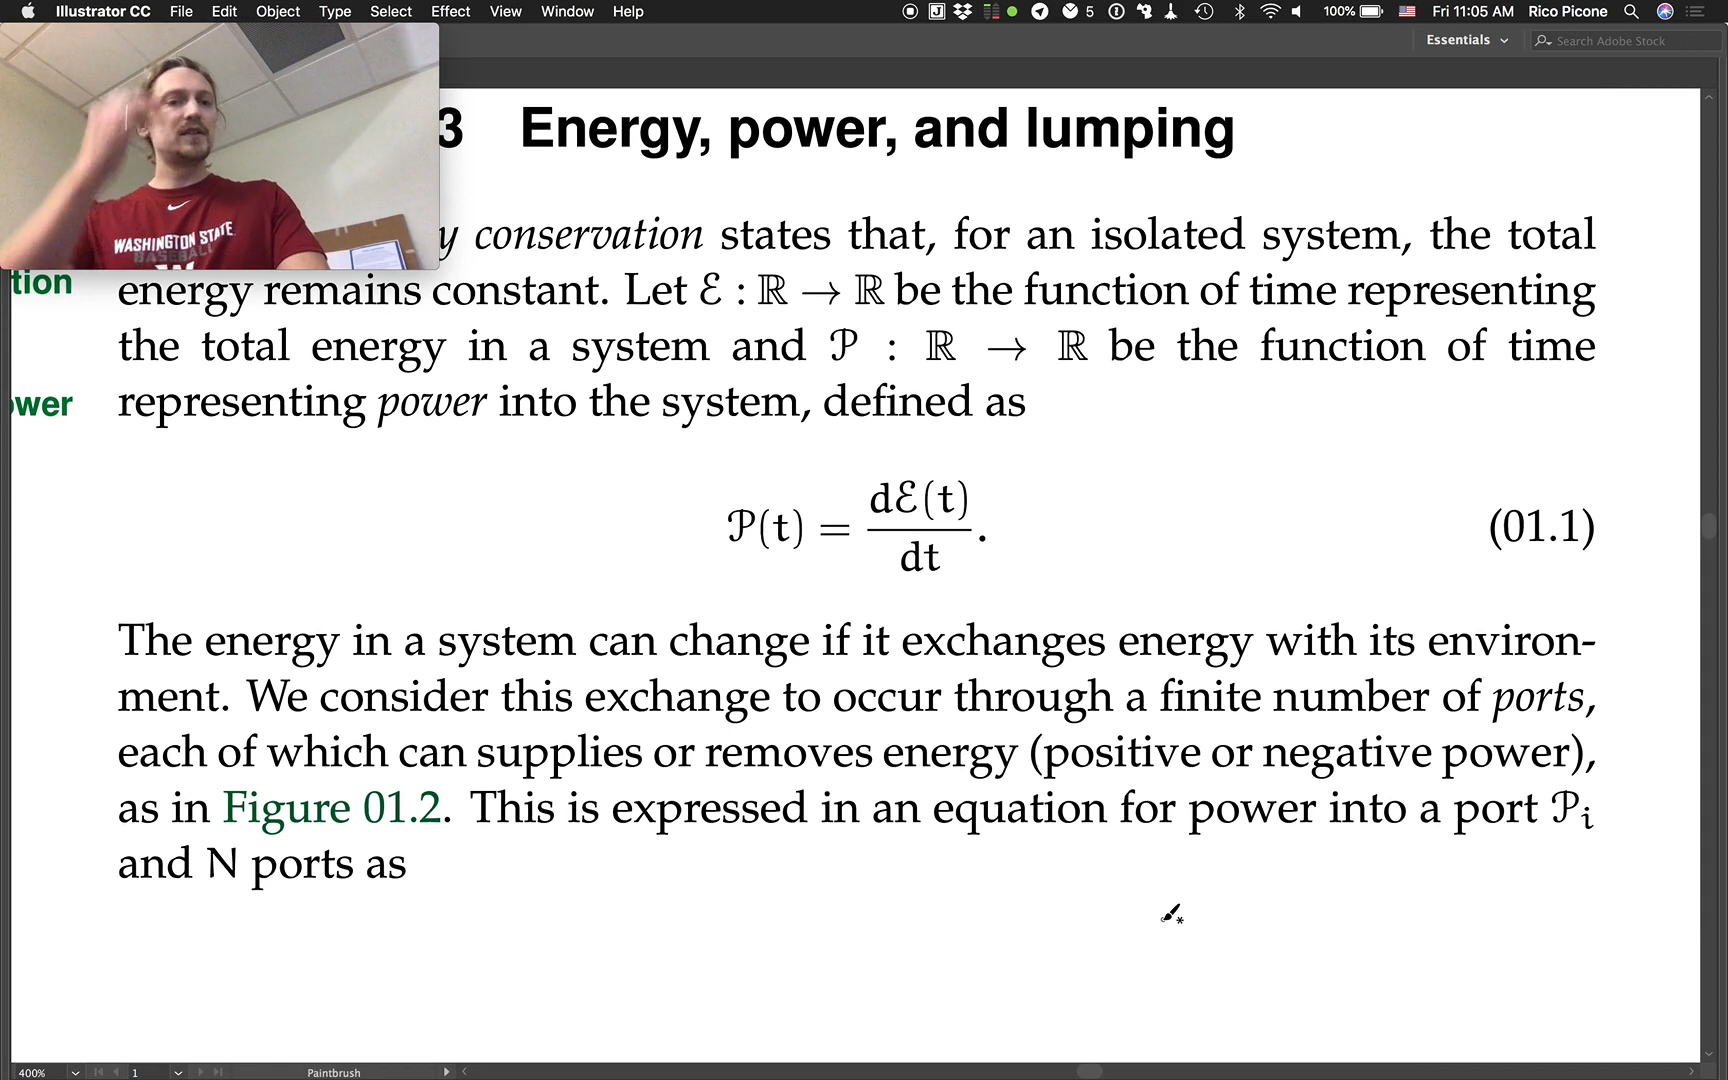 Illustrator CC File Edit Object Type Select Effect View Window Help 5 100% Fri 11:05 AM Rico Picone
Essentials Search Adobe Stock
WASHINGTON STATE
BASEBALL
3 Energy, power, and lumping
y conservation states that, for an isolated system, the total
tion
energy remains constant. Let ℰ : ℝ → ℝ be the function of time representing
the total energy in a system and 𝒫 : ℝ → ℝ be the function of time
ower
representing power into the system, defined as
𝒫(t) = dℰ(t)/dt. (01.1)
The energy in a system can change if it exchanges energy with its environ-
ment. We consider this exchange to occur through a finite number of ports,
each of which can supplies or removes energy (positive or negative power),
as in Figure 01.2. This is expressed in an equation for power into a port 𝒫i
and N ports as
400% 1 Paintbrush